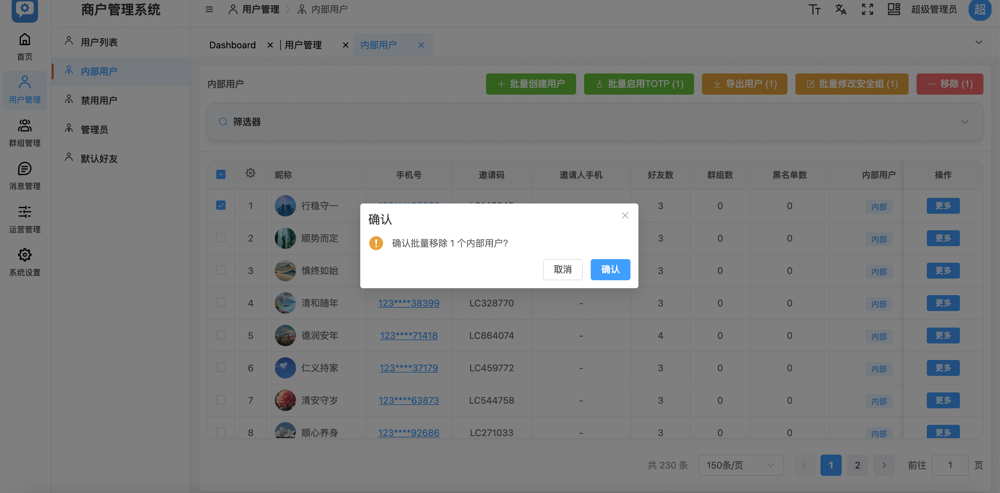 商户管理系统
用户管理
内部用户
超级管理员
超
首页
用户管理
群组管理
消息管理
运营管理
系统设置
用户列表
内部用户
禁用用户
管理员
默认好友
Dashboard
用户管理
内部用户
内部用户
批量创建用户
批量启用TOTP (1)
导出用户 (1)
批量修改安全组 (1)
移除 (1)
筛选器
昵称 手机号 邀请码 邀请人手机 好友数 群组数 黑名单数 内部用户 操作
1 行稳守一 3 0 0 内部 更多
2 顺势而定 3 0 0 内部 更多
3 慎终如始 3 0 0 内部 更多
4 清和随年 123****38399 LC328770 - 3 0 0 内部 更多
5 德润安年 123****71418 LC864074 - 4 0 0 内部 更多
6 仁义持家 123****37179 LC459772 - 3 0 0 内部 更多
7 清安守岁 123****63873 LC544758 - 3 0 0 内部 更多
8 顺心养身 123****92686 LC271033 - 3 0 0 内部 更多
确认
确认批量移除 1 个内部用户?
取消
确认
共 230 条
150条/页
1
2
前往 1 页